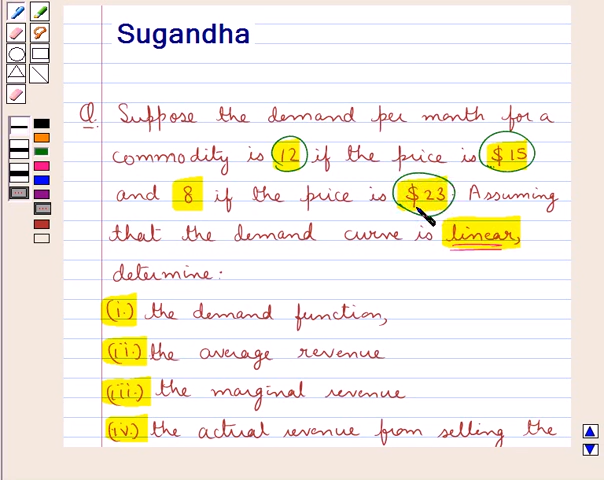 Sugandha
Q. Suppose the demand per month for a
commodity is 12 if the price is $15
and 8 if the price is $23. Assuming
that the demand curve is linear,
determine:
(i.) the demand function,
(ii.) the average revenue
(iii.) the marginal revenue
(iv.) the actual revenue from selling the